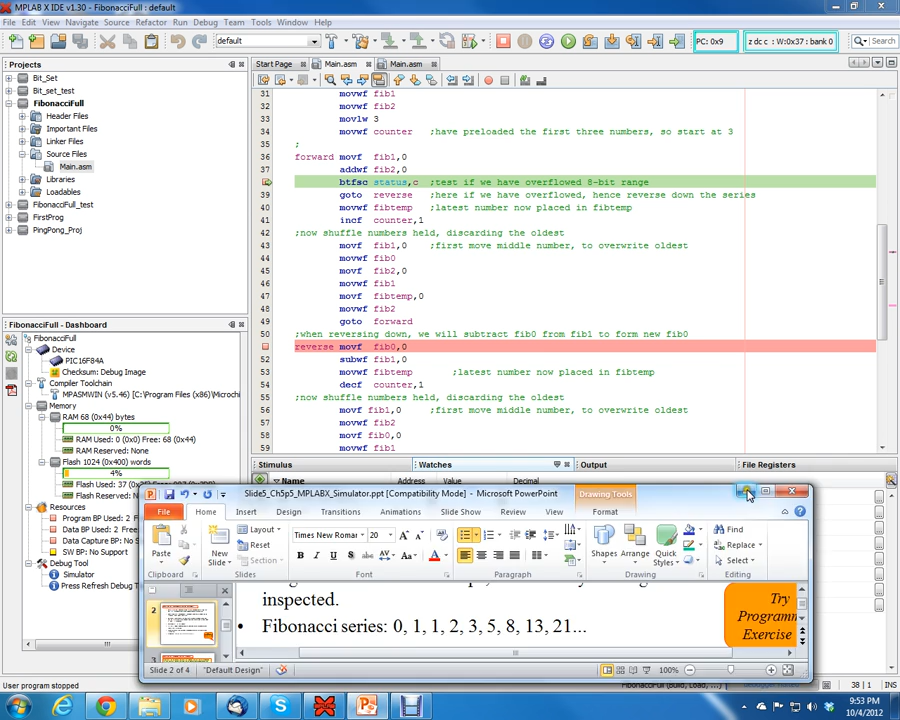 MPLAB X IDE v1.30 - FibonacciFull : default
File Edit View Navigate Source Refactor Run Debug Team Tools Window Help
default
PC: 0x9
z dc c : W:0x37 : bank 0
Search
Projects
Bit_Set
Bit_set_test
FibonacciFull
Header Files
Important Files
Linker Files
Source Files
Main.asm
Libraries
Loadables
FibonacciFull_test
FirstProg
PingPong_Proj
Start Page
Main.asm
Main.asm
31 movwf fib1
32 movwf fib2
33 movlw 3
34 movwf counter ;have preloaded the first three numbers, so start at 3
35 ;
36 forward movf fib1,0
37 addwf fib2,0
btfsc status,c ;test if we have overflowed 8-bit range
39 goto reverse ;here if we have overflowed, hence reverse down the series
40 movwf fibtemp ;latest number now placed in fibtemp
41 incf counter,1
42 ;now shuffle numbers held, discarding the oldest
43 movf fib1,0 ;first move middle number, to overwrite oldest
44 movwf fib0
45 movf fib2,0
46 movwf fib1
47 movf fibtemp,0
48 movwf fib2
49 goto forward
50 ;when reversing down, we will subtract fib0 from fib1 to form new fib0
reverse movf fib0,0
52 subwf fib1,0
53 movwf fibtemp ;latest number now placed in fibtemp
54 decf counter,1
55 ;now shuffle numbers held, discarding the oldest
56 movf fib1,0 ;first move middle number, to overwrite oldest
57 movwf fib2
58 movf fib0,0
59 movwf fib1
FibonacciFull - Dashboard
FibonacciFull
Device
PIC16F84A
Checksum: Debug Image
Compiler Toolchain
MPASMWIN (v5.46) [C:\Program Files (x86)\Microchi
Memory
RAM 68 (0x44) bytes
0%
RAM Used: 0 (0x0) Free: 68 (0x44)
RAM Reserved: None
Flash 1024 (0x400) words
4%
Resources
Program BP Used: 2
Data BP Used: 2
Data Capture BP: No Support
SW BP: No Support
Debug Tool
Simulator
Press Refresh Debug
User program stopped
Stimulus
Watches
Output
File Registers
Name
Address
Decimal
Slide5_Ch5p5_MPLABX_Simulator.ppt [Compatibility Mode] - Microsoft PowerPoint
Drawing Tools
File Home Insert Design Transitions Animations Slide Show Review View Format
Paste
Clipboard
New Slide
Layout
Reset
Section
Slides
Times New Roman
20
Font
Paragraph
Shapes
Arrange
Quick Styles
Drawing
Find
Replace
Select
Editing
2
3
inspected.
• Fibonacci series: 0, 1, 1, 2, 3, 5, 8, 13, 21...
Try
Programm
Exercise
Slide 2 of 4
"Default Design"
100%
38 | 1
INS
9:53 PM
10/4/2012